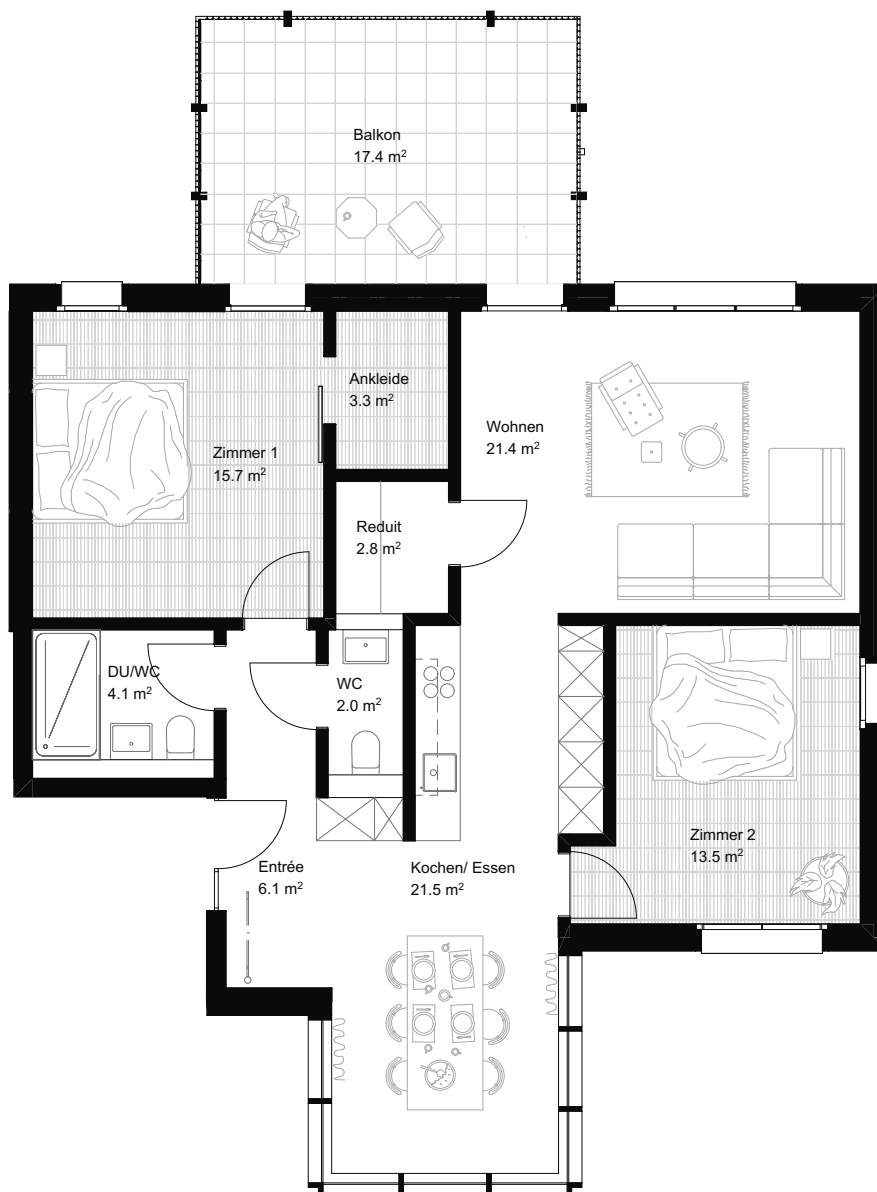 Balkon
17.4 m²
Ankleide
3.3 m²
Wohnen
21.4 m²
Zimmer 1
15.7 m²
Reduit
2.8 m²
DU/WC
4.1 m²
WC
2.0 m²
Zimmer 2
13.5 m²
Entrée
6.1 m²
Kochen/ Essen
21.5 m²